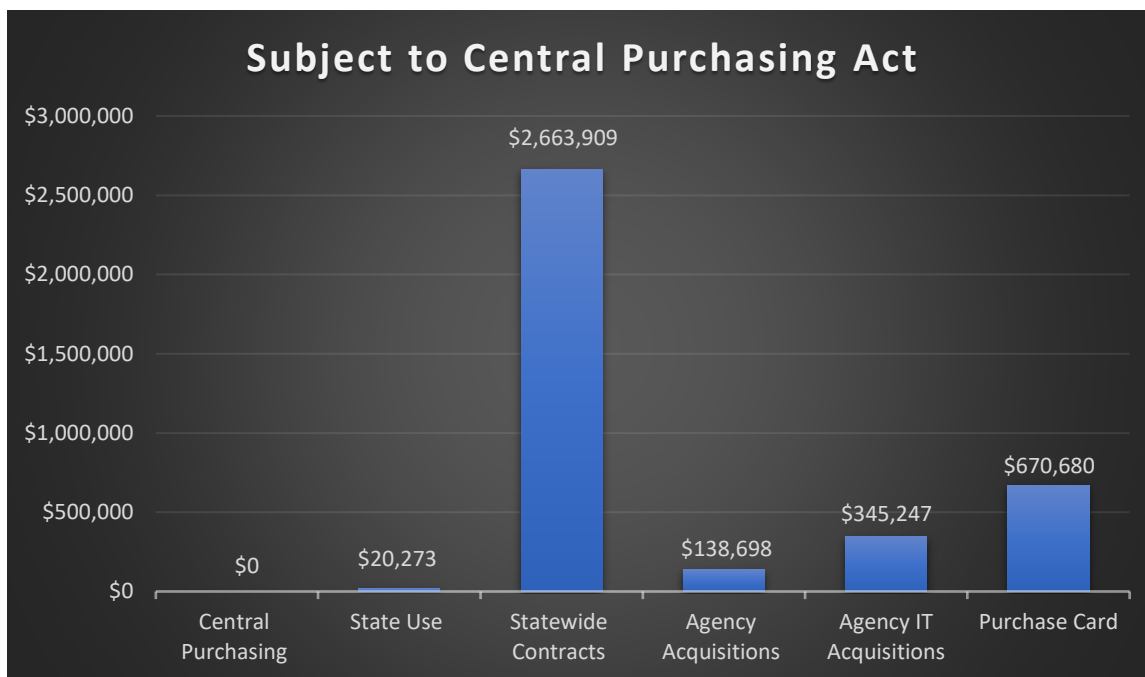 Subject to Central Purchasing Act
$3,000,000
$2,500,000
$2,000,000
$1,500,000
$1,000,000
$500,000
$0
$0
$20,273
$2,663,909
$138,698
$345,247
$670,680
Central
Purchasing
State Use
Statewide
Contracts
Agency
Acquisitions
Agency IT
Acquisitions
Purchase Card